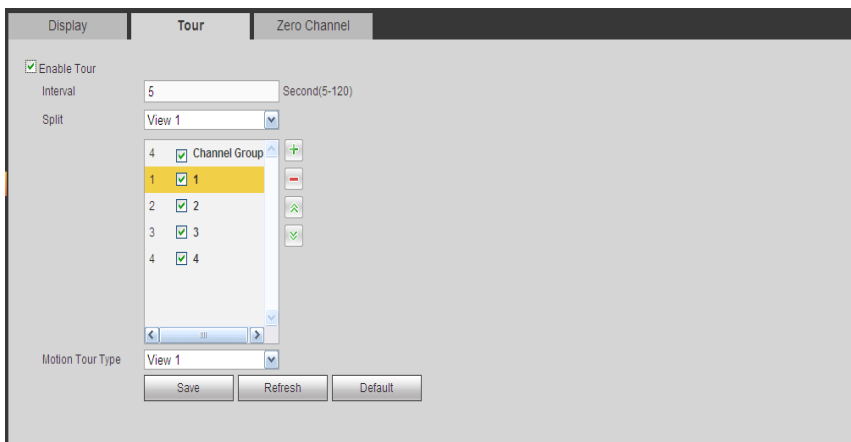 Display Tour Zero Channel
Enable Tour
Interval 5 Second(5-120)
Split View 1
4 Channel Group
1 1
2 2
3 3
4 4
Motion Tour Type View 1
Save Refresh Default